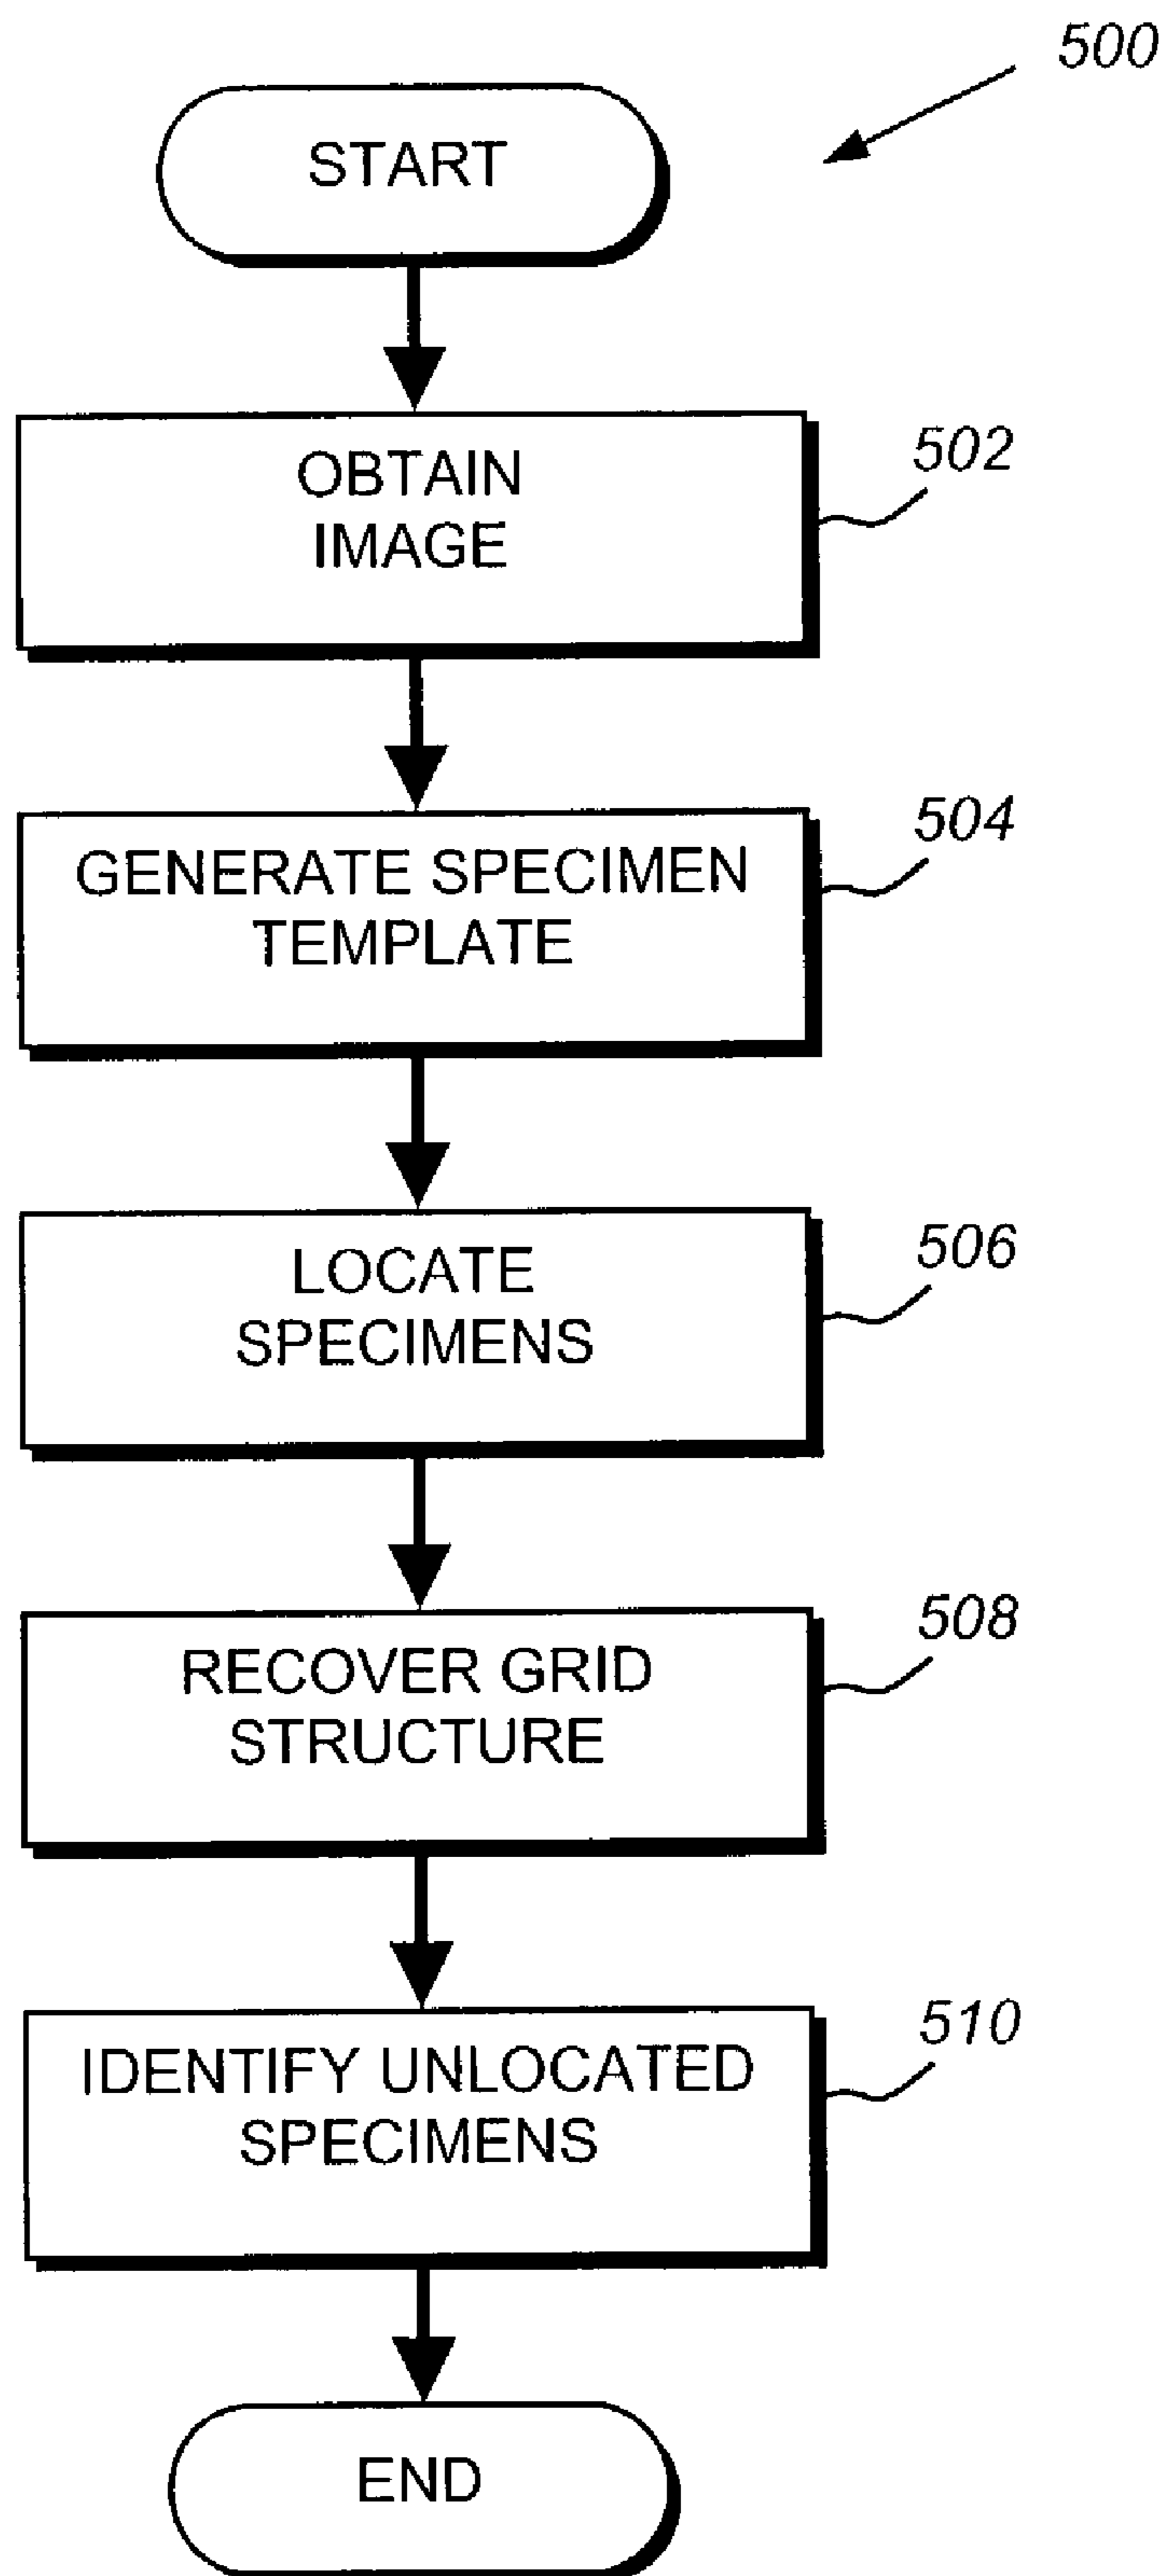 500
START
OBTAIN
IMAGE
502
GENERATE SPECIMEN
TEMPLATE
504
LOCATE
SPECIMENS
506
RECOVER GRID
STRUCTURE
508
IDENTIFY UNLOCATED
SPECIMENS
510
END